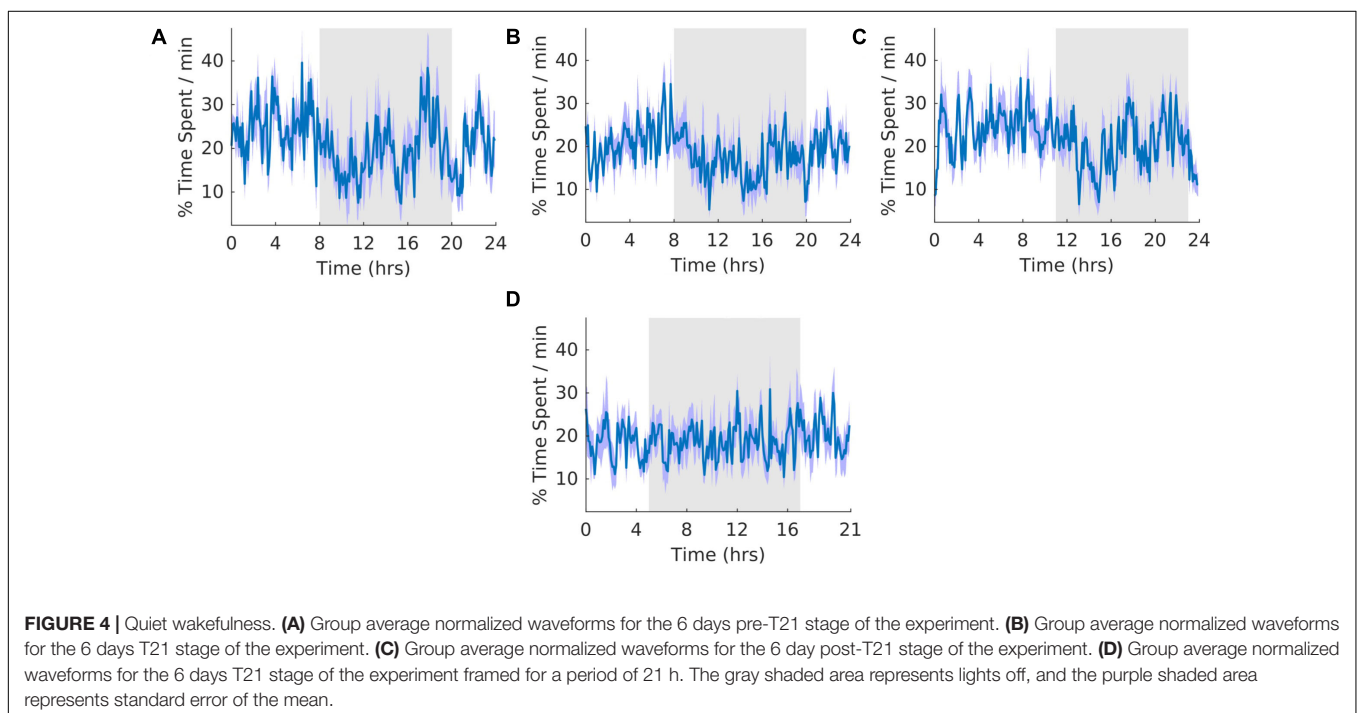 A
B
C
% Time Spent / min
40
30
20
10
0 4 8 12 16 20 24
Time (hrs)
% Time Spent / min
40
30
20
10
0 4 8 12 16 20 24
Time (hrs)
% Time Spent / min
40
30
20
10
0 4 8 12 16 20 24
Time (hrs)
D
% Time Spent / min
40
30
20
10
0 4 8 12 16 21
Time (hrs)
FIGURE 4 | Quiet wakefulness. (A) Group average normalized waveforms for the 6 days pre-T21 stage of the experiment. (B) Group average normalized waveforms
for the 6 days T21 stage of the experiment. (C) Group average normalized waveforms for the 6 day post-T21 stage of the experiment. (D) Group average normalized
waveforms for the 6 days T21 stage of the experiment framed for a period of 21 h. The gray shaded area represents lights off, and the purple shaded area
represents standard error of the mean.